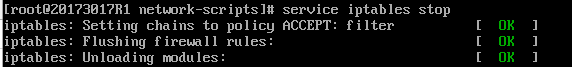 [root@20173017R1 network-scripts]# service iptables stop
iptables: Setting chains to policy ACCEPT: filter [ OK ]
iptables: Flushing firewall rules: [ OK ]
iptables: Unloading modules: [ OK ]